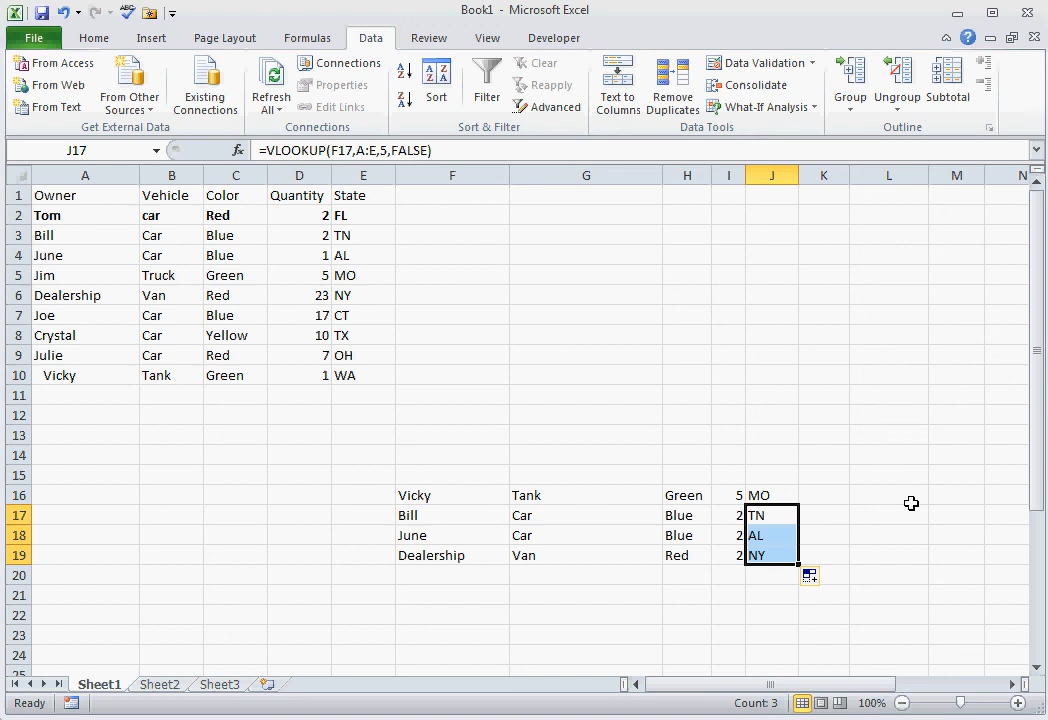 Book1 - Microsoft Excel
File Home Insert Page Layout Formulas Data Review View Developer
From Access
From Web
From Text
From Other Sources
Existing Connections
Get External Data
Refresh All
Connections
Properties
Edit Links
Connections
Sort
Filter
Clear
Reapply
Advanced
Sort & Filter
Text to Columns
Remove Duplicates
Data Validation
Consolidate
What-If Analysis
Data Tools
Group
Ungroup
Subtotal
Outline
J17 fx =VLOOKUP(F17,A:E,5,FALSE)
A B C D E F G H I J K L M N
1 Owner Vehicle Color Quantity State
2 Tom car Red 2 FL
3 Bill Car Blue 2 TN
4 June Car Blue 1 AL
5 Jim Truck Green 5 MO
6 Dealership Van Red 23 NY
7 Joe Car Blue 17 CT
8 Crystal Car Yellow 10 TX
9 Julie Car Red 7 OH
10 Vicky Tank Green 1 WA
11
12
13
14
15
16 Vicky Tank Green 5 MO
17 Bill Car Blue 2 TN
18 June Car Blue 2 AL
19 Dealership Van Red 2 NY
20
21
22
23
24
25
Sheet1 Sheet2 Sheet3
Ready Count: 3 100%